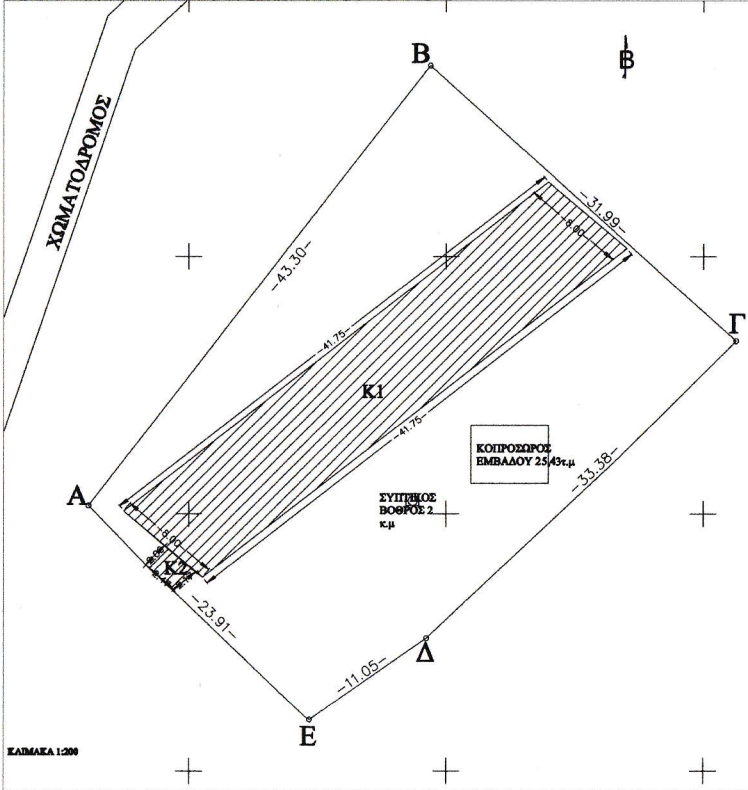 Β
Β
ΧΩΜΑΤΟΔΡΟΜΟΣ
-31.99-
-8.00-
-43.30-
Γ
-41.75-
Κ1
-41.75-
ΚΟΠΡΟΣΩΡΟΣ
ΕΜΒΑΔΟΥ 25,43τ.μ
-33.38-
ΣΥΠΤΙΚΟΣ
ΒΟΘΡΟΣ 2
κ.μ
Α
-8.00-
Κ2
-23.91-
Δ
-11.05-
Ε
ΚΛΙΜΑΚΑ 1:200